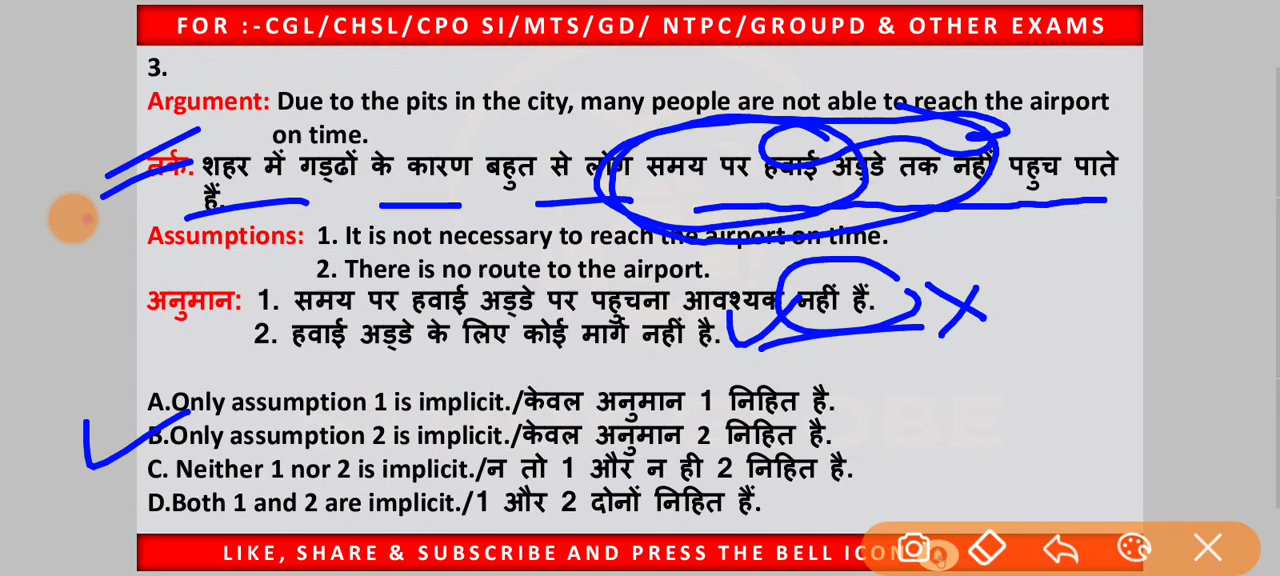 FOR :-CGL/CHSL/CPO SI/MTS/GD/ NTPC/GROUPD & OTHER EXAMS
3.
Argument: Due to the pits in the city, many people are not able to reach the airport
on time.
तर्क: शहर में गड्ढों के कारण बहुत से लोग समय पर हवाई अड्डे तक नहीं पहुच पाते
हैं.
Assumptions: 1. It is not necessary to reach the airport on time.
2. There is no route to the airport.
अनुमान: 1. समय पर हवाई अड्डे पर पहुचना आवश्यक नहीं हैं.
2. हवाई अड्डे के लिए कोई मार्ग नहीं है.
A.Only assumption 1 is implicit./केवल अनुमान 1 निहित है.
B.Only assumption 2 is implicit./केवल अनुमान 2 निहित है.
C. Neither 1 nor 2 is implicit./न तो 1 और न ही 2 निहित है.
D.Both 1 and 2 are implicit./1 और 2 दोनों निहित हैं.
LIKE, SHARE & SUBSCRIBE AND PRESS THE BELL ICON